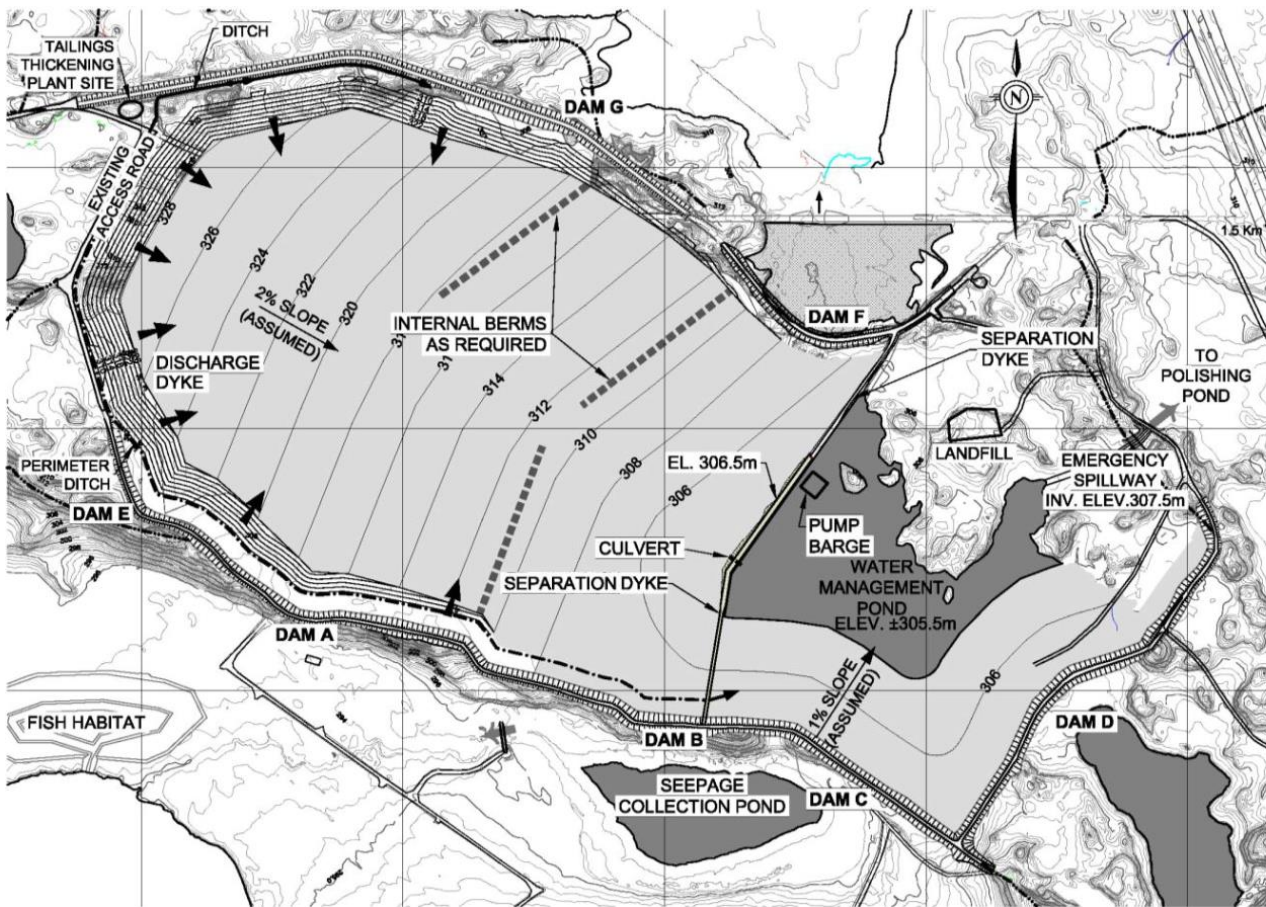 DITCH
TAILINGS
THICKENING
PLANT SITE
DAM G
N
EXISTING
ACCESS ROAD
328
326
324
322
320
2% SLOPE
(ASSUMED)
INTERNAL BERMS
AS REQUIRED
314
312
310
308
306
1.5 Km
DAM F
SEPARATION
DYKE
TO
POLISHING
POND
DISCHARGE
DYKE
PERIMETER
DITCH
DAM E
EL. 306.5m
LANDFILL
EMERGENCY
SPILLWAY
INV. ELEV.307.5m
PUMP
BARGE
CULVERT
SEPARATION DYKE
WATER
MANAGEMENT
POND
ELEV. ±305.5m
306
1% SLOPE
(ASSUMED)
DAM A
FISH HABITAT
DAM B
DAM D
SEEPAGE
COLLECTION POND
DAM C